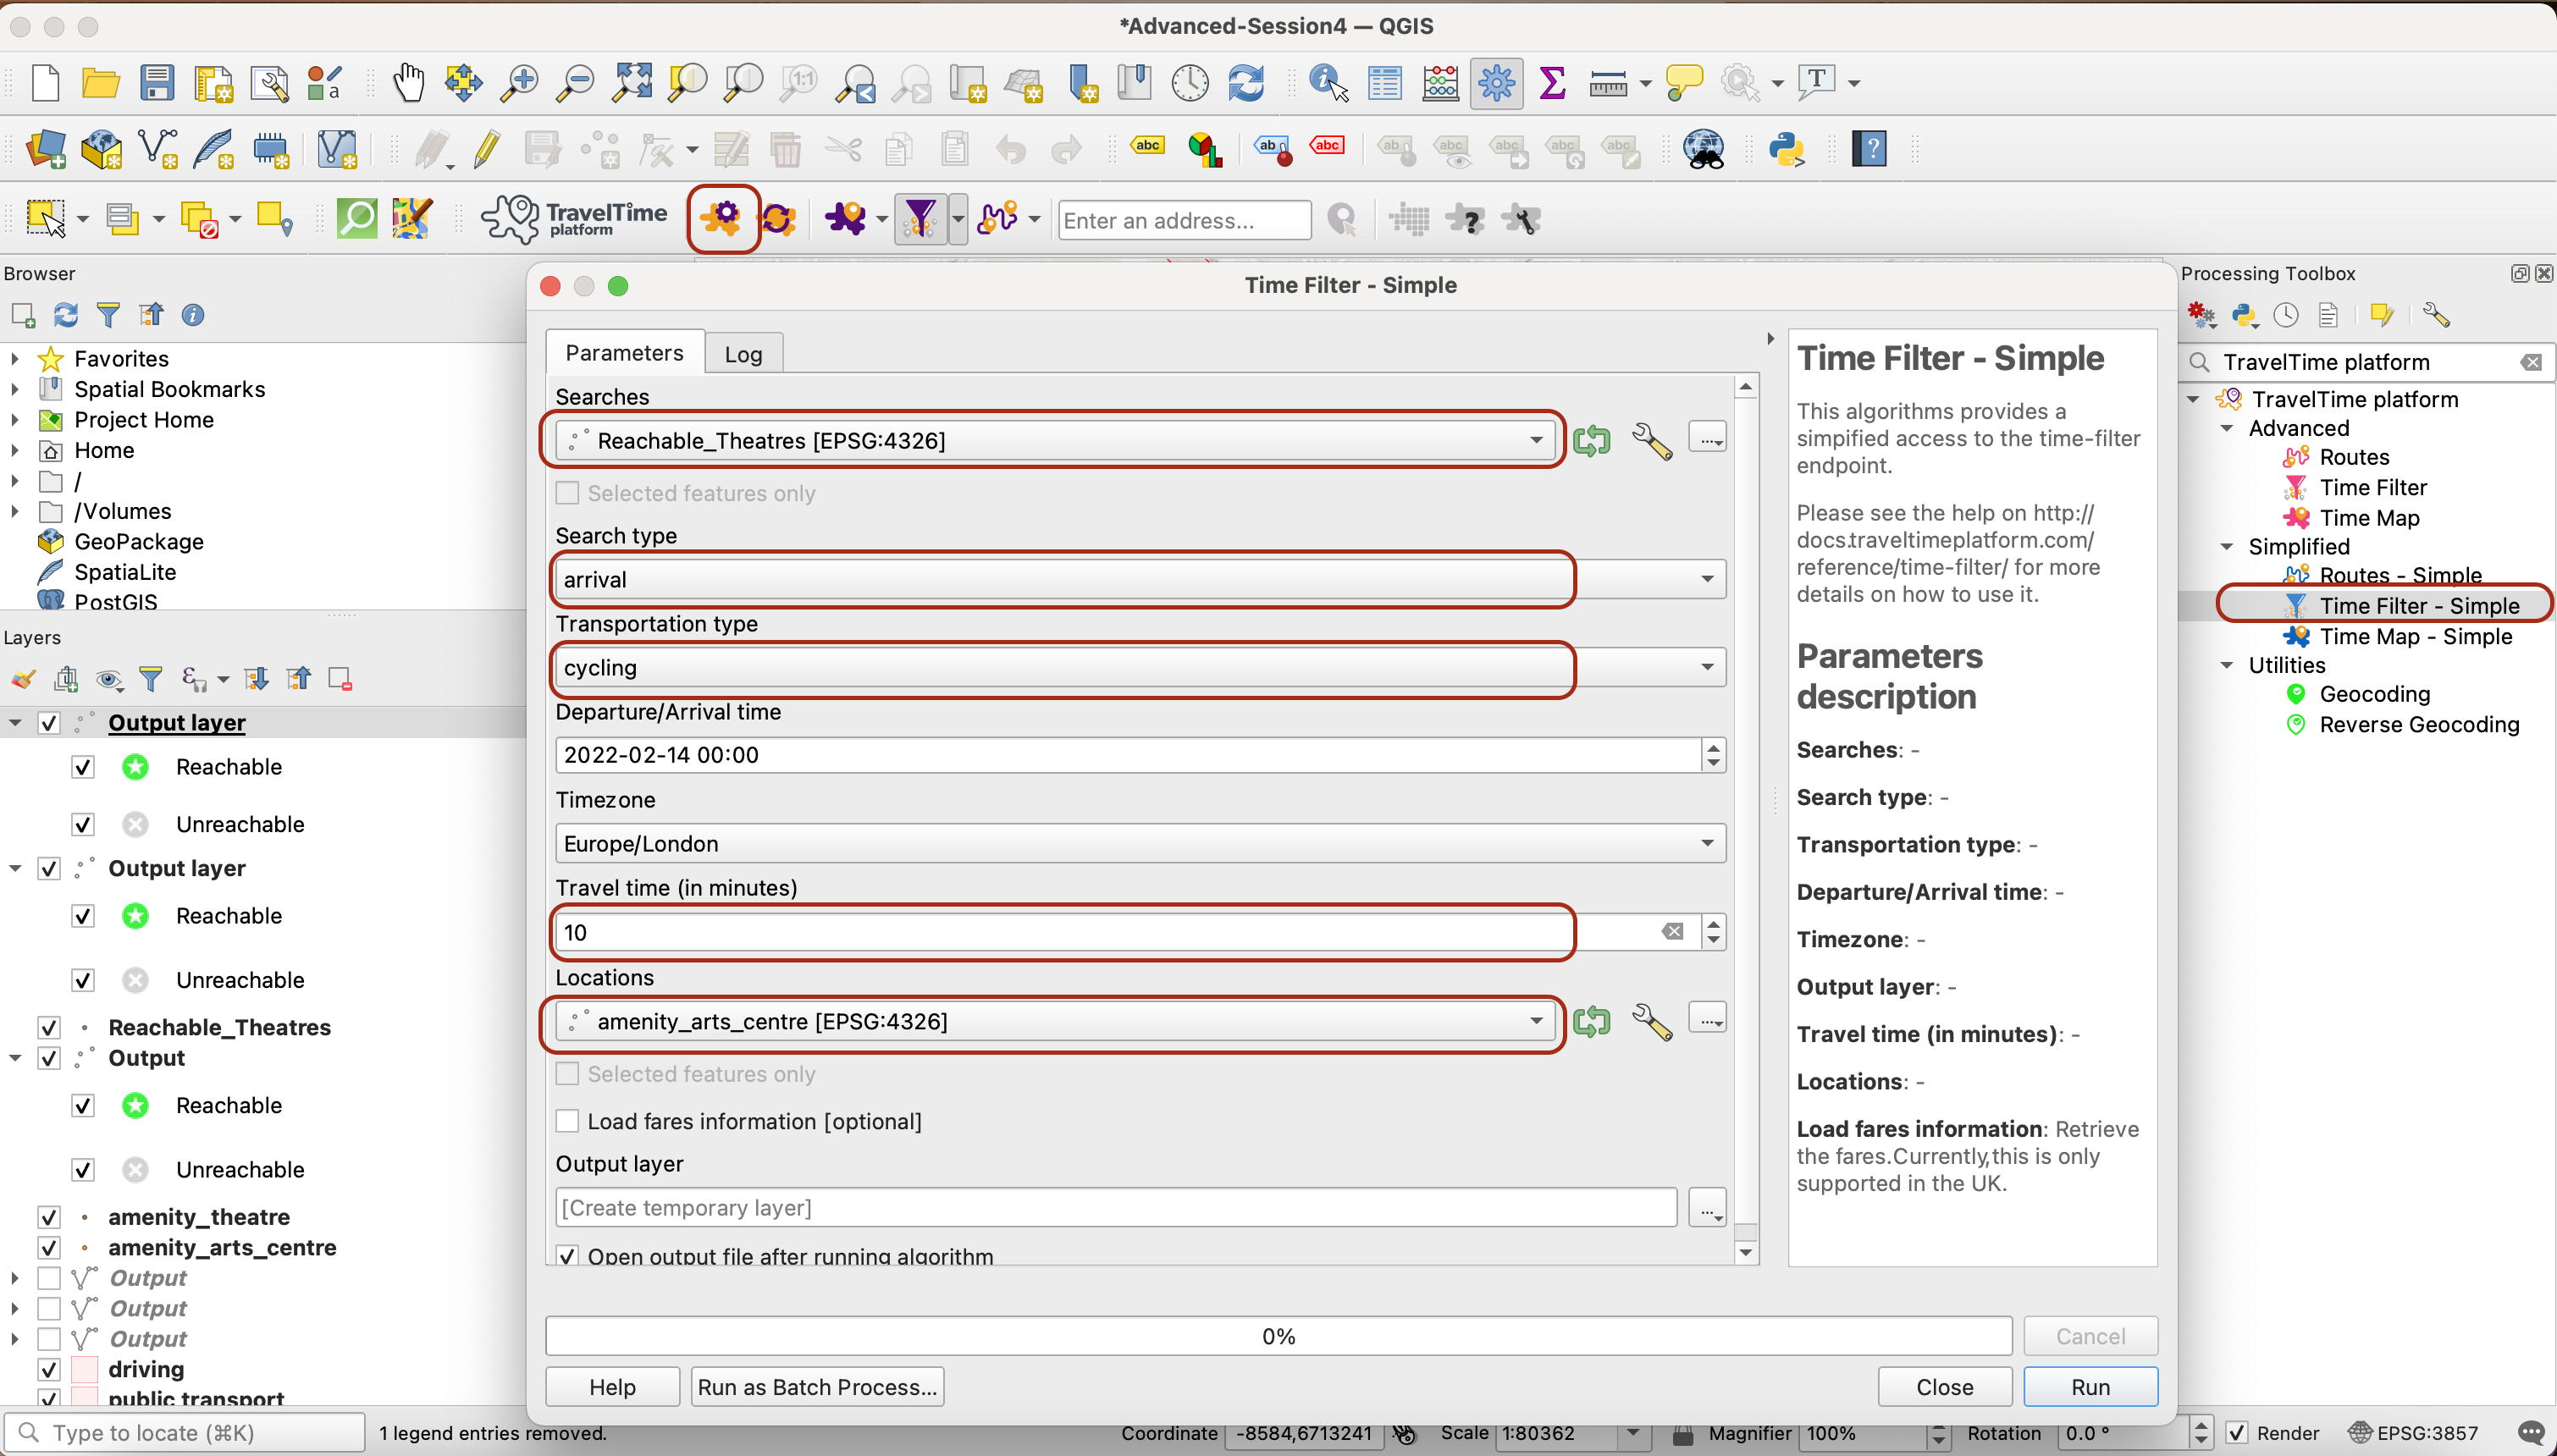 *Advanced-Session4 — QGIS
1:1
a
T
abc
ab
abc
ab
abc
abc
abc
abc
?
TravelTime
platform
Enter an address...
?
Browser
Favorites
Spatial Bookmarks
Project Home
Home
/
/Volumes
GeoPackage
SpatiaLite
PostGIS
Layers
Output layer
Reachable
Unreachable
Output layer
Reachable
Unreachable
Reachable_Theatres
Output
Reachable
Unreachable
amenity_theatre
amenity_arts_centre
Output
Output
Output
driving
public transport
Time Filter - Simple
Parameters
Log
Searches
Reachable_Theatres [EPSG:4326]
...
Selected features only
Search type
arrival
Transportation type
cycling
Departure/Arrival time
2022-02-14 00:00
Timezone
Europe/London
Travel time (in minutes)
10
Locations
amenity_arts_centre [EPSG:4326]
...
Selected features only
Load fares information [optional]
Output layer
[Create temporary layer]
...
Open output file after running algorithm
0%
Cancel
Help
Run as Batch Process...
Close
Run
Time Filter - Simple
This algorithms provides a
simpified access to the time-filter
endpoint.
Please see the help on http://
docs.traveltimeplatform.com/
reference/time-filter/ for more
details on how to use it.
Parameters
description
Searches: -
Search type: -
Transportation type: -
Departure/Arrival time: -
Timezone: -
Output layer: -
Travel time (in minutes): -
Locations: -
Load fares information: Retrieve
the fares.Currently,this is only
supported in the UK.
Processing Toolbox
TravelTime platform
TravelTime platform
Advanced
Routes
Time Filter
Time Map
Simplified
Routes - Simple
Time Filter - Simple
Time Map - Simple
Utilities
Geocoding
Reverse Geocoding
Type to locate (⌘K)
1 legend entries removed.
Coordinate
-8584,6713241
Scale
1:80362
Magnifier
100%
Rotation
0.0 °
Render
EPSG:3857